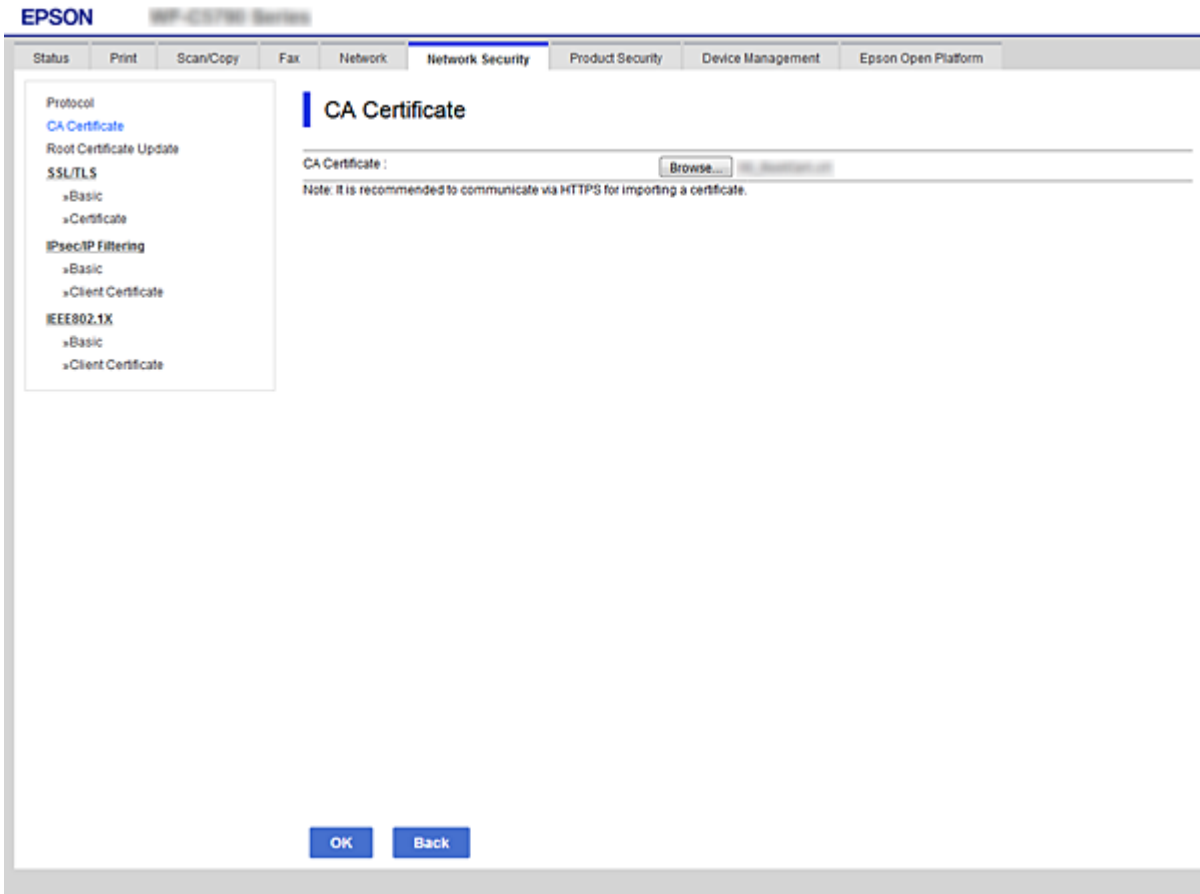 EPSON
Status Print Scan/Copy Fax Network Network Security Product Security Device Management Epson Open Platform
Protocol
CA Certificate
Root Certificate Update
SSL/TLS
»Basic
»Certificate
IPsec/IP Filtering
»Basic
»Client Certificate
IEEE802.1X
»Basic
»Client Certificate
CA Certificate
CA Certificate : Browse...
Note: It is recommended to communicate via HTTPS for importing a certificate.
OK Back